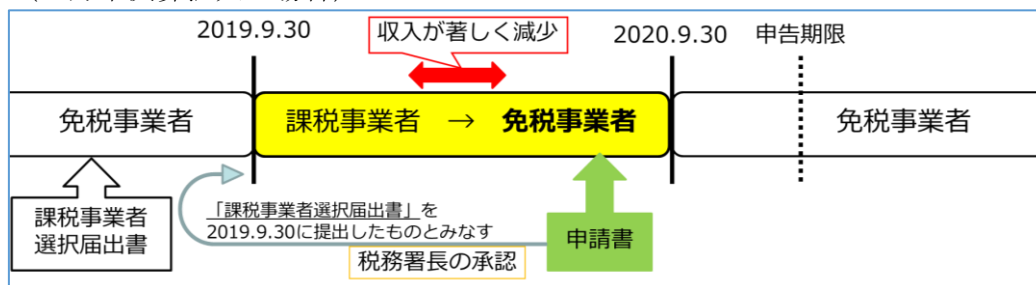 2019.9.30
収入が著しく減少
2020.9.30
申告期限
免税事業者
課税事業者 → 免税事業者
免税事業者
課税事業者
選択届出書
「課税事業者選択届出書」を
2019.9.30に提出したものとみなす
税務署長の承認
申請書